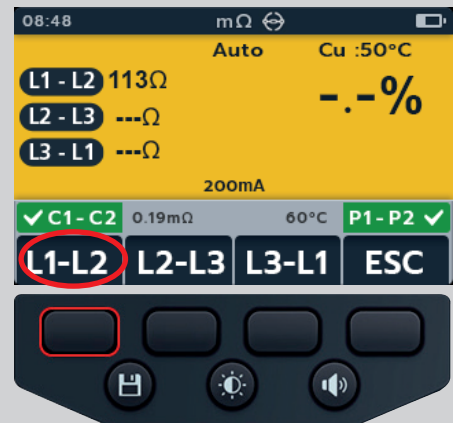 08:48 mΩ
Auto Cu :50°C
L1 - L2 113Ω
-.-%
L2 - L3 ---Ω
L3 - L1 ---Ω
200mA
✓ C1 - C2 0.19mΩ 60°C P1 - P2 ✓
L1-L2 L2-L3 L3-L1 ESC